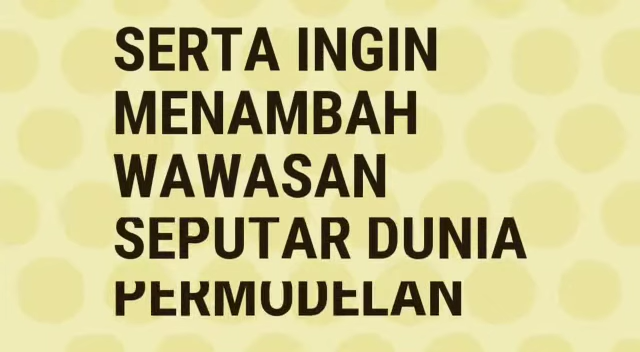 SERTA INGIN
MENAMBAH
WAWASAN
SEPUTAR DUNIA
PERMODELAN